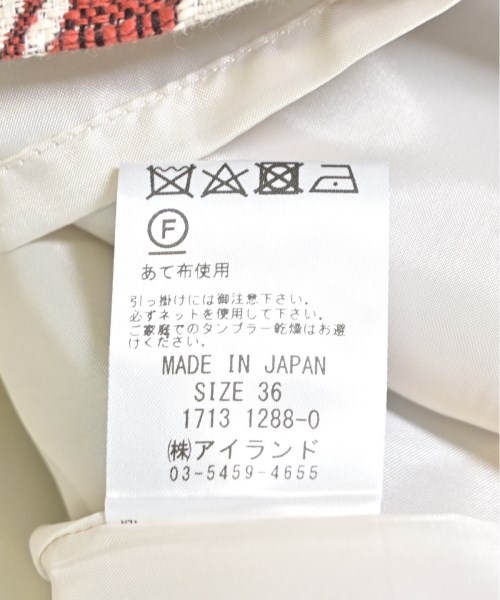 F
あて布使用
引っ掛けには御注意下さい。
必ずネットを使用して下さい。
ご家庭でのタンブラー乾燥はお避
けください。
MADE IN JAPAN
SIZE 36
1713 1288-0
㈱アイランド
03-5459-4655